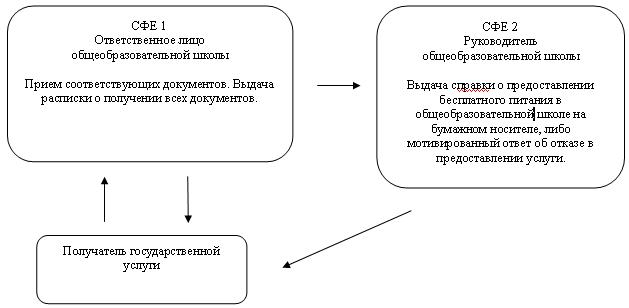 СФЕ 1
Ответственное лицо
общеобразовательной школы
Прием соответствующих документов. Выдача
расписки о получении всех документов.
СФЕ 2
Руководитель
общеобразовательной школы
Выдача справки о предоставлении
бесплатного питания в
общеобразовательной школе на
бумажном носителе, либо
мотивированный ответ об отказе в
предоставлении услуги.
Получатель государственной
услуги